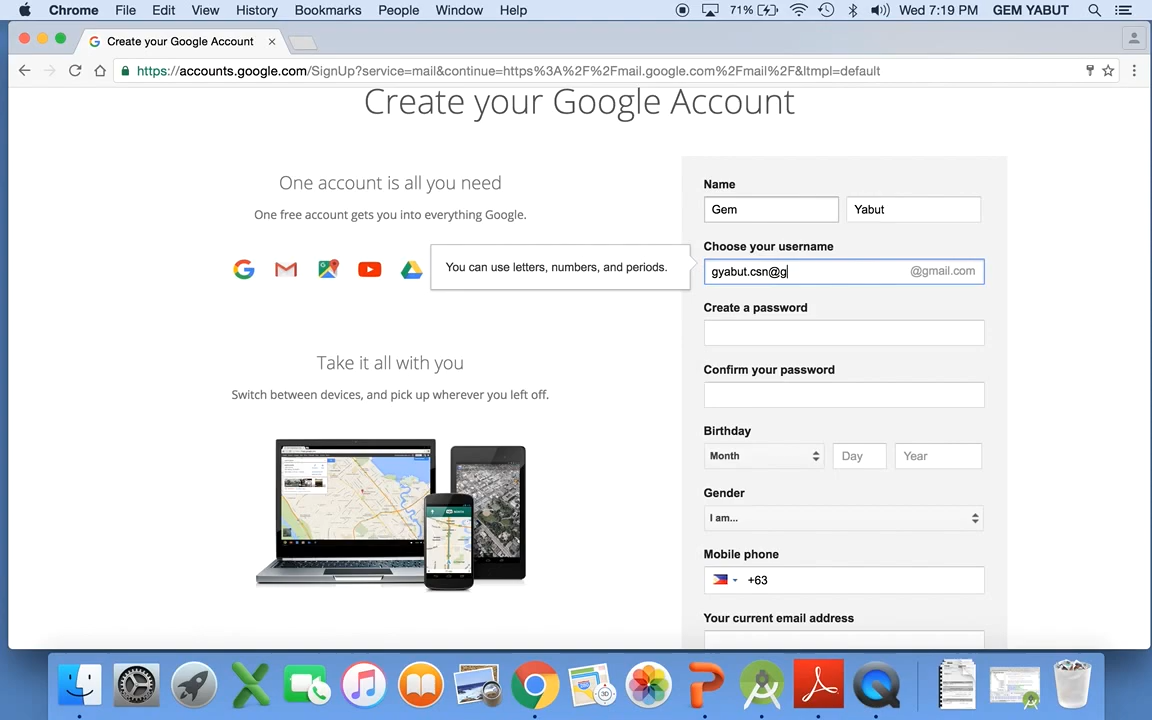 Chrome File Edit View History Bookmarks People Window Help 71% Wed 7:19 PM GEM YABUT
Create your Google Account
https://accounts.google.com/SignUp?service=mail&continue=https%3A%2F%2Fmail.google.com%2Fmail%2F&ltmpl=default
Create your Google Account
One account is all you need
One free account gets you into everything Google.
You can use letters, numbers, and periods.
Take it all with you
Switch between devices, and pick up wherever you left off.
Name
Gem Yabut
Choose your username
gyabut.csn@g @gmail.com
Create a password
Confirm your password
Birthday
Month Day Year
Gender
I am...
Mobile phone
+63
Your current email address